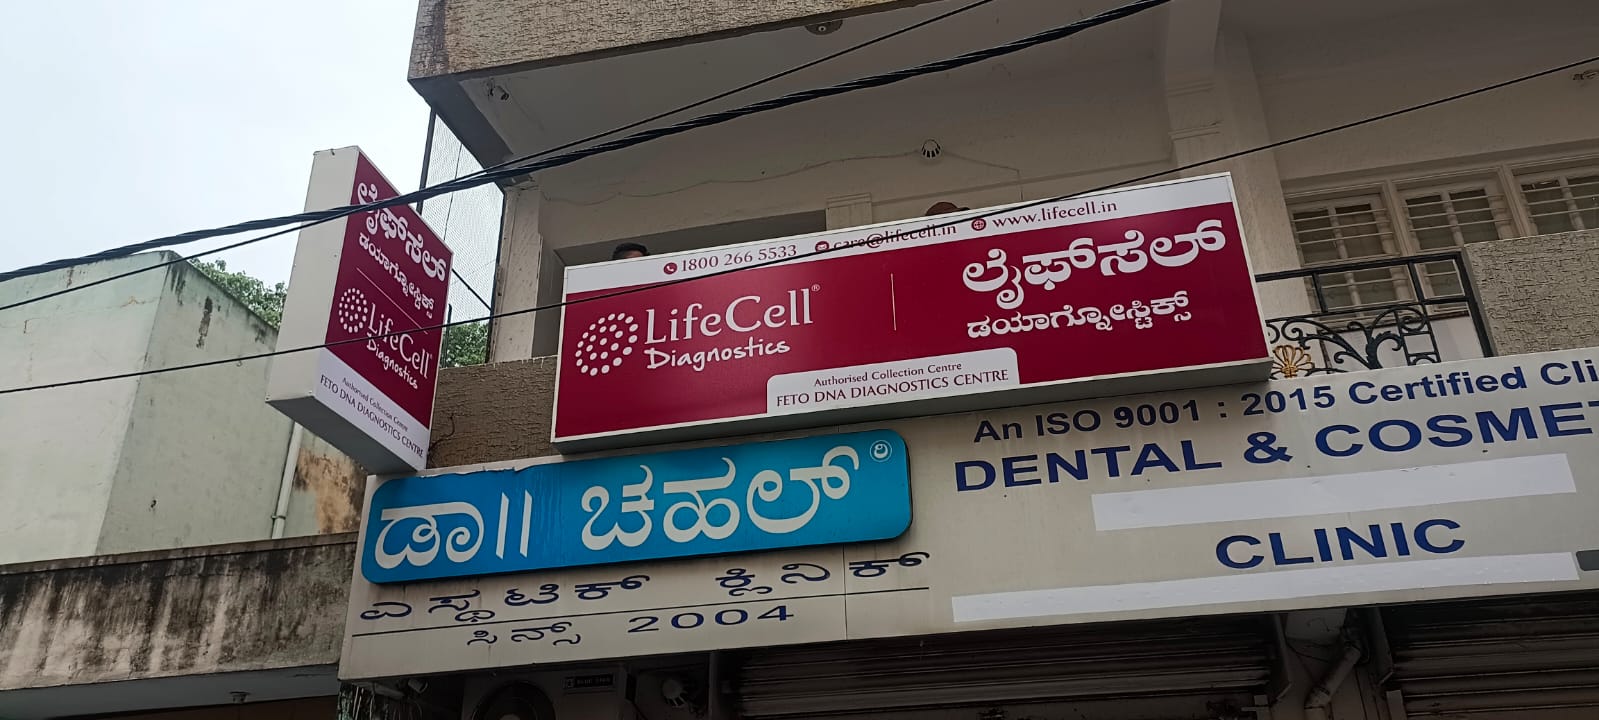 ಲೈಫ್‌ಸೆಲ್
ಡಯಾಗ್ನೋಸ್ಟಿಕ್ಸ್
LifeCell
Diagnostics
Authorised Collection Centre
FETO DNA DIAGNOSTICS CENTRE
1800 266 5533 care@lifecell.in www.lifecell.in
LifeCell®
Diagnostics
ಲೈಫ್‌ಸೆಲ್
ಡಯಾಗ್ನೋಸ್ಟಿಕ್ಸ್
Authorised Collection Centre
FETO DNA DIAGNOSTICS CENTRE
ಡಾ|| ಚಹಲ್
ಎಸ್ಥಟಿಕ್ ಕ್ಲಿನಿಕ್
ಸಿನ್ಸ್ 2004
An ISO 9001 : 2015 Certified
DENTAL &
CLINIC